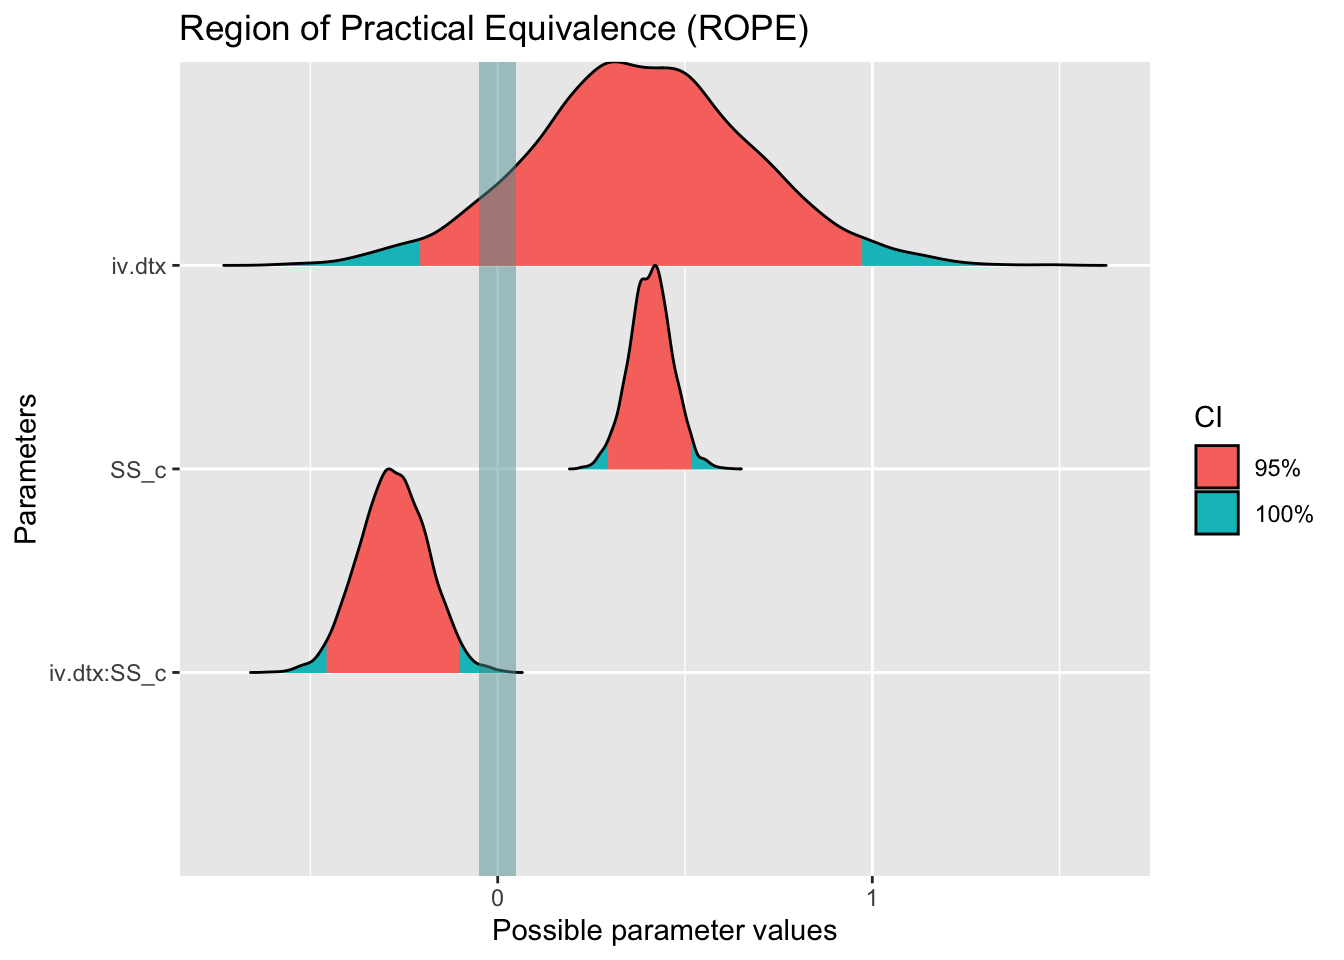 Region of Practical Equivalence (ROPE)
Parameters
iv.dtx
SS_c
iv.dtx:SS_c
0
1
Possible parameter values
CI
95%
100%